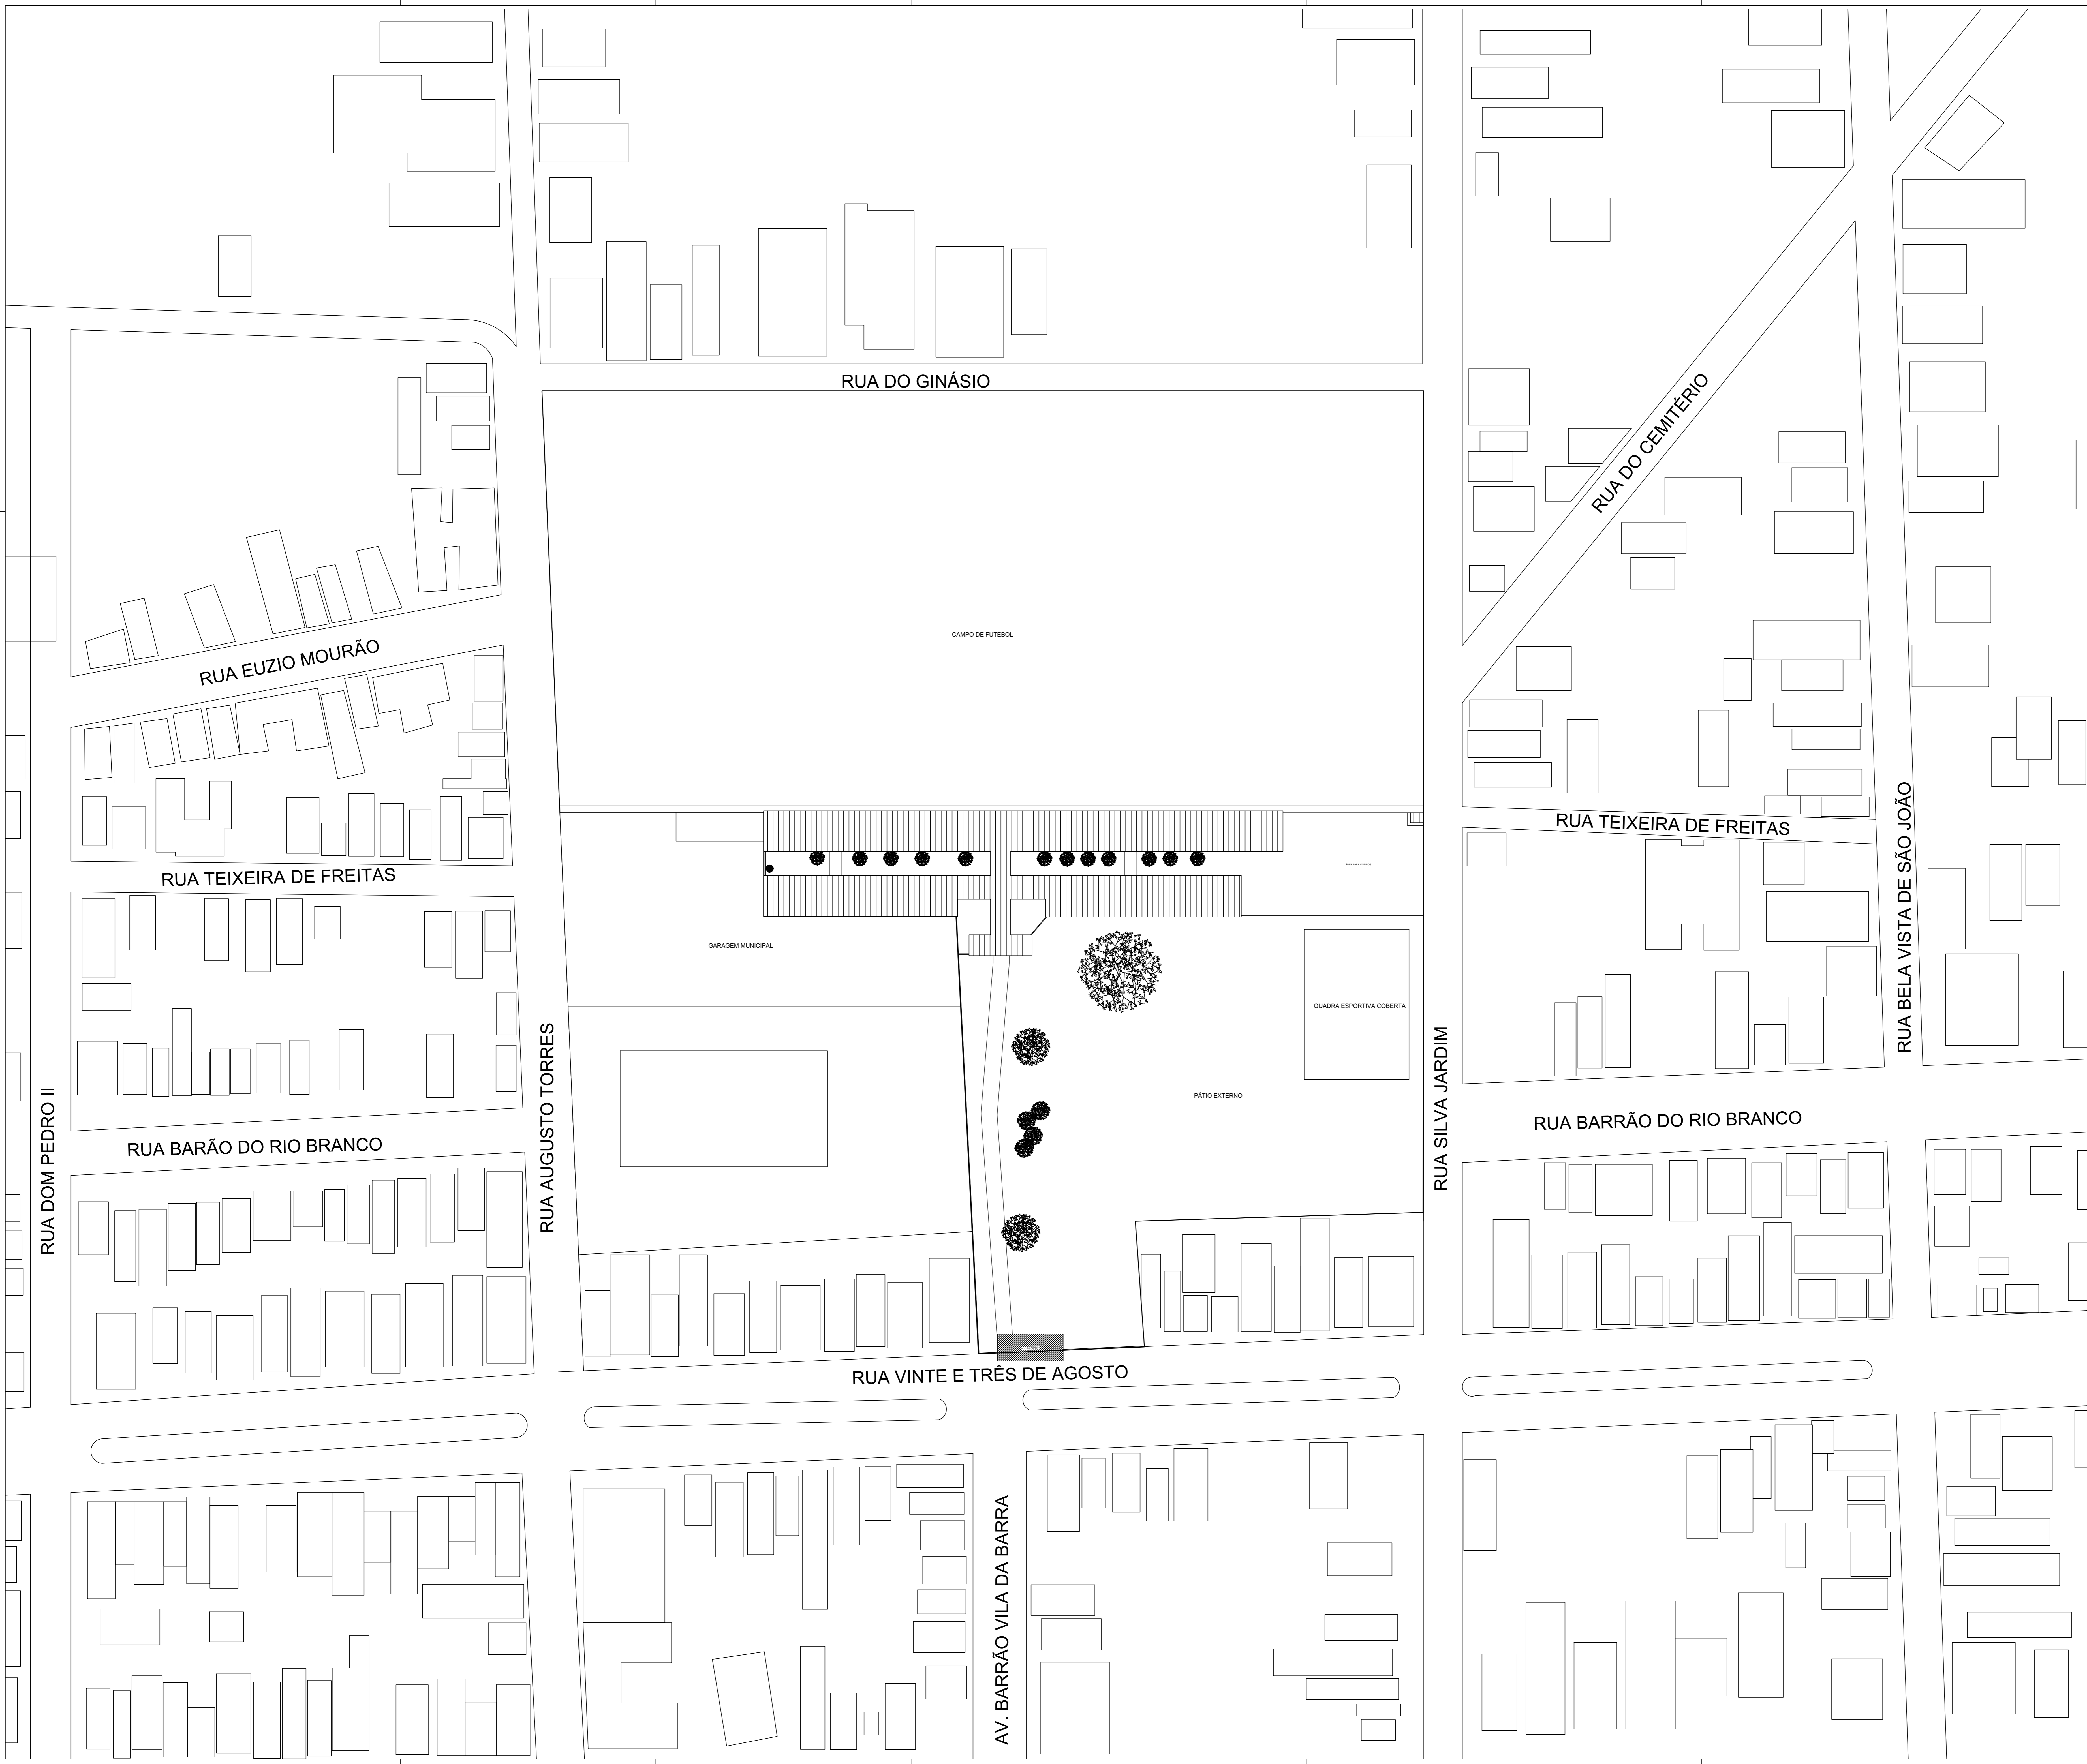 RUA DO GINÁSIO
RUA DO CEMITÉRIO
CAMPO DE FUTEBOL
RUA EUZIO MOURÃO
RUA TEIXEIRA DE FREITAS
RUA TEIXEIRA DE FREITAS
RUA BELA VISTA DE SÃO JOÃO
GARAGEM MUNICIPAL
QUADRA ESPORTIVA COBERTA
RUA AUGUSTO TORRES
RUA SILVA JARDIM
PÁTIO EXTERNO
RUA DOM PEDRO II
RUA BARÃO DO RIO BRANCO
RUA BARRÃO DO RIO BRANCO
RUA VINTE E TRÊS DE AGOSTO
AV. BARRÃO VILA DA BARRA